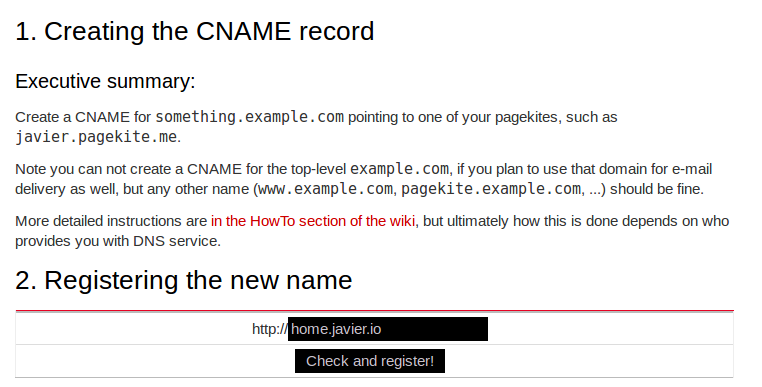 1. Creating the CNAME record
Executive summary:
Create a CNAME for something.example.com pointing to one of your pagekites, such as
javier.pagekite.me.
Note you can not create a CNAME for the top-level example.com, if you plan to use that domain for e-mail
delivery as well, but any other name (www.example.com, pagekite.example.com, ...) should be fine.
More detailed instructions are in the HowTo section of the wiki, but ultimately how this is done depends on who
provides you with DNS service.
2. Registering the new name
http://home.javier.io
Check and register!